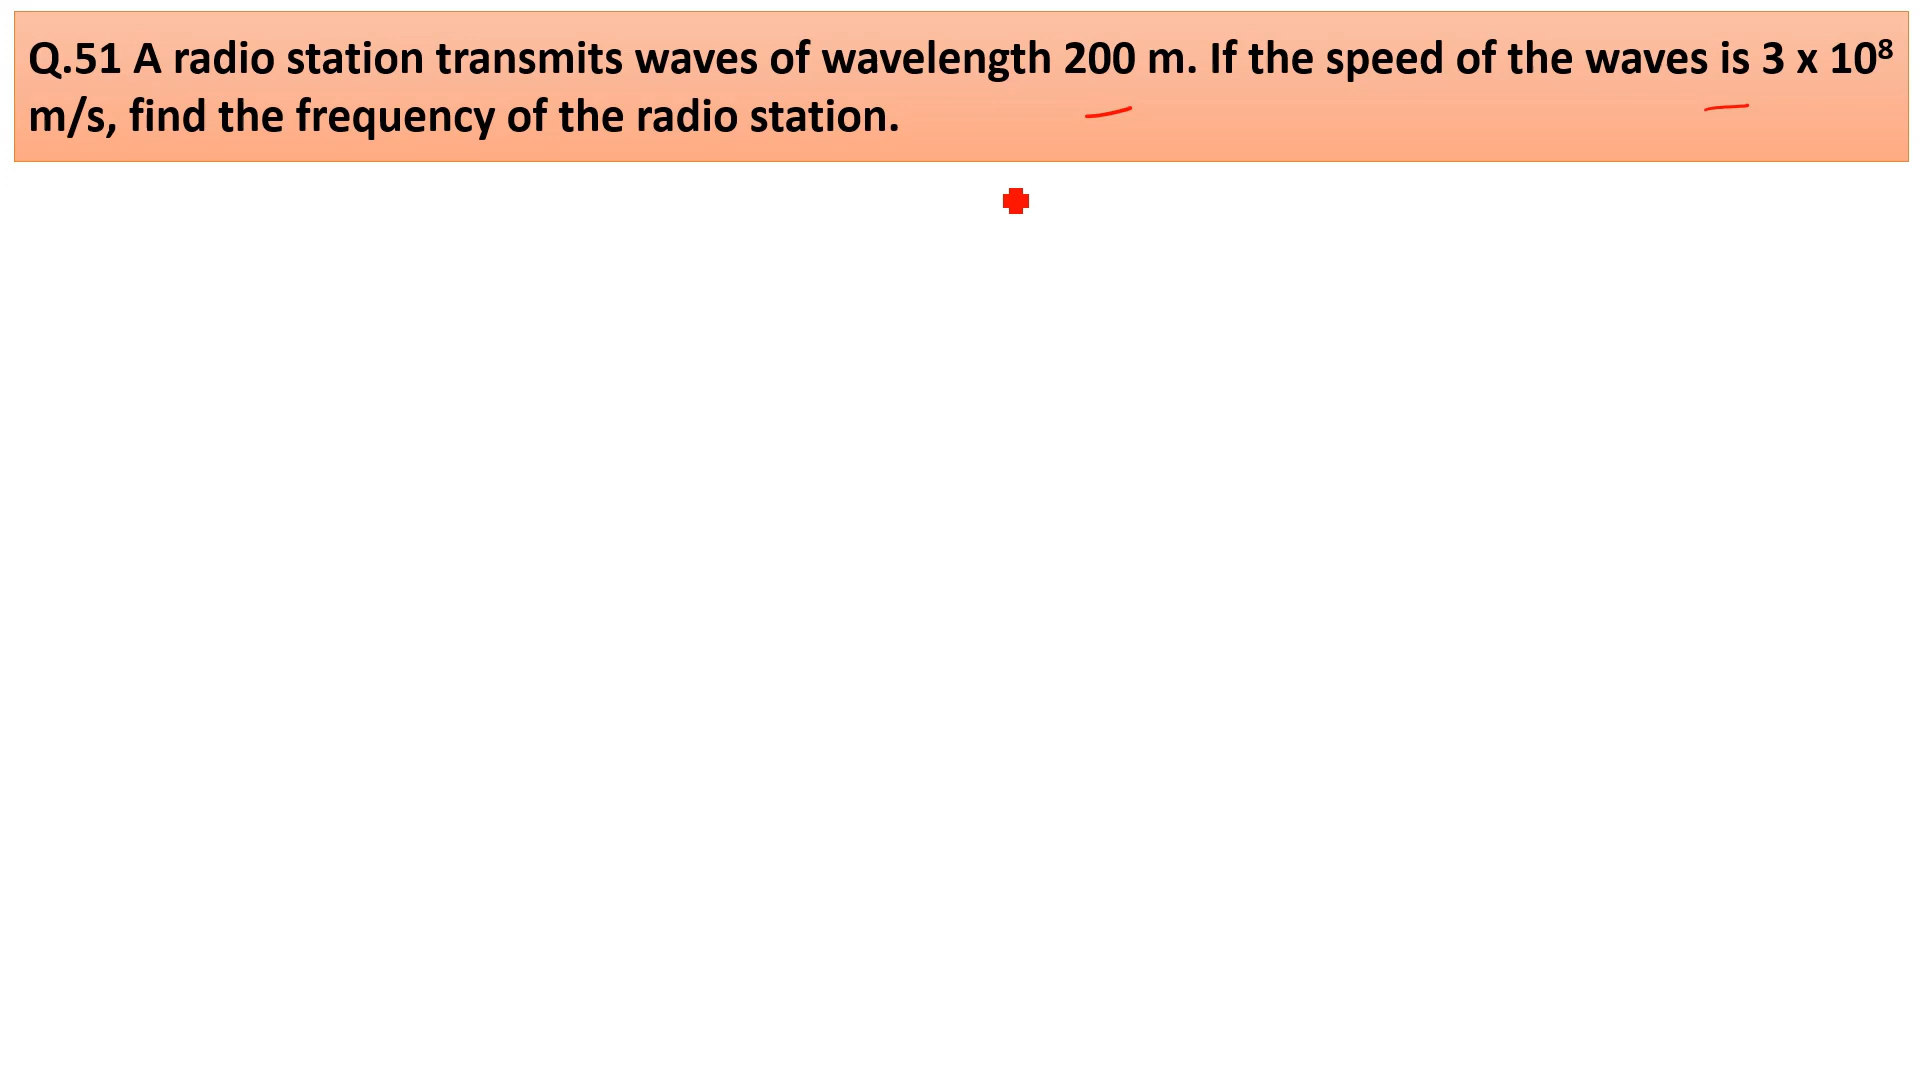 Q.51 A radio station transmits waves of wavelength 200 m. If the speed of the waves is 3 x 10⁸
m/s, find the frequency of the radio station.